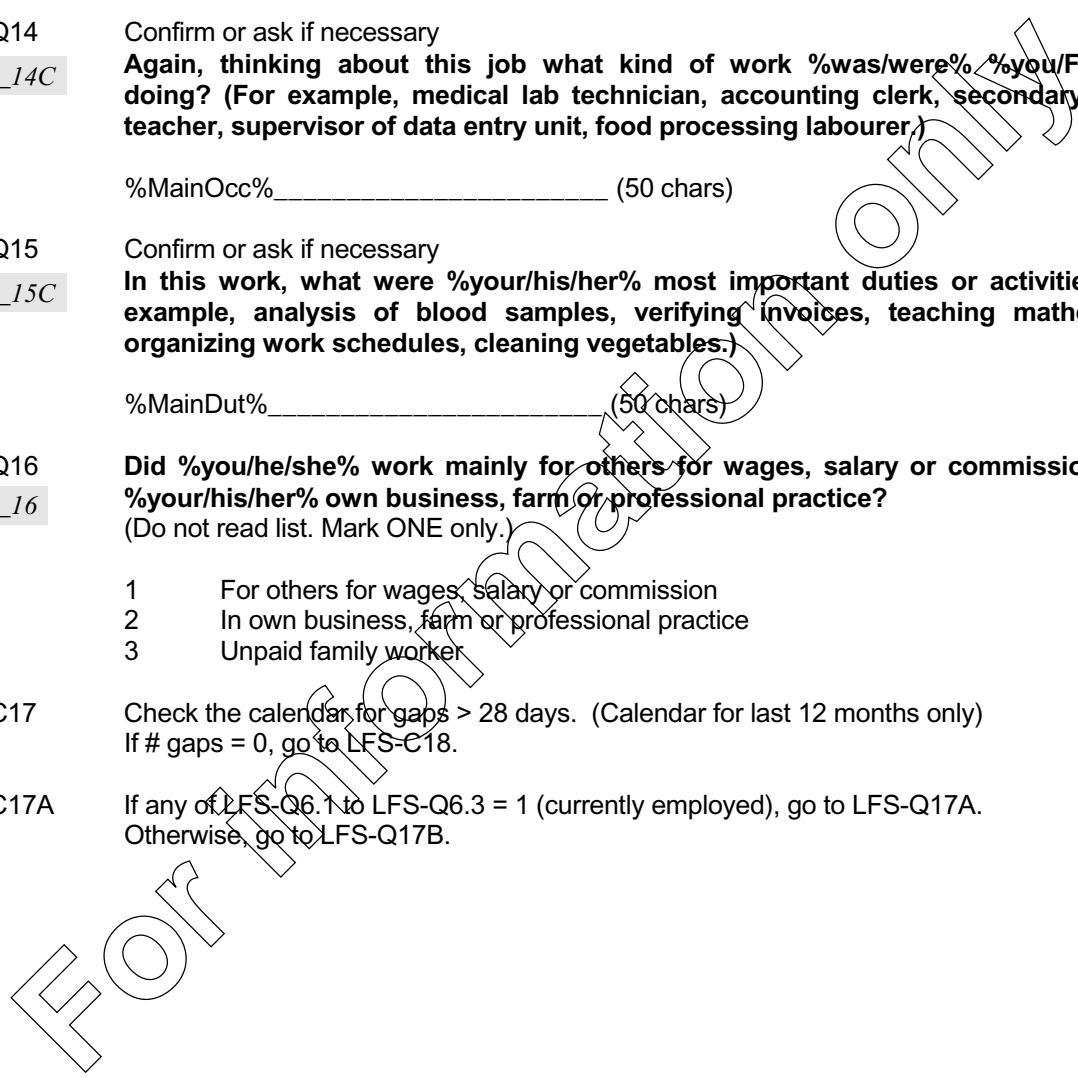 Q14 Confirm or ask if necessary
_14C Again, thinking about this job what kind of work %was/were% %you/F
doing? (For example, medical lab technician, accounting clerk, secondary
teacher, supervisor of data entry unit, food processing labourer.)
%MainOcc%_______________________ (50 chars)
Q15 Confirm or ask if necessary
_15C In this work, what were %your/his/her% most important duties or activitie
example, analysis of blood samples, verifying invoices, teaching mathe
organizing work schedules, cleaning vegetables.)
%MainDut%_______________________ (50 chars)
Q16 Did %you/he/she% work mainly for others for wages, salary or commissio
_16 %your/his/her% own business, farm or professional practice?
(Do not read list. Mark ONE only.)
1 For others for wages, salary or commission
2 In own business, farm or professional practice
3 Unpaid family worker
C17 Check the calendar for gaps > 28 days. (Calendar for last 12 months only)
If # gaps = 0, go to LFS-C18.
C17A If any of LFS-Q6.1 to LFS-Q6.3 = 1 (currently employed), go to LFS-Q17A.
Otherwise, go to LFS-Q17B.
For information only